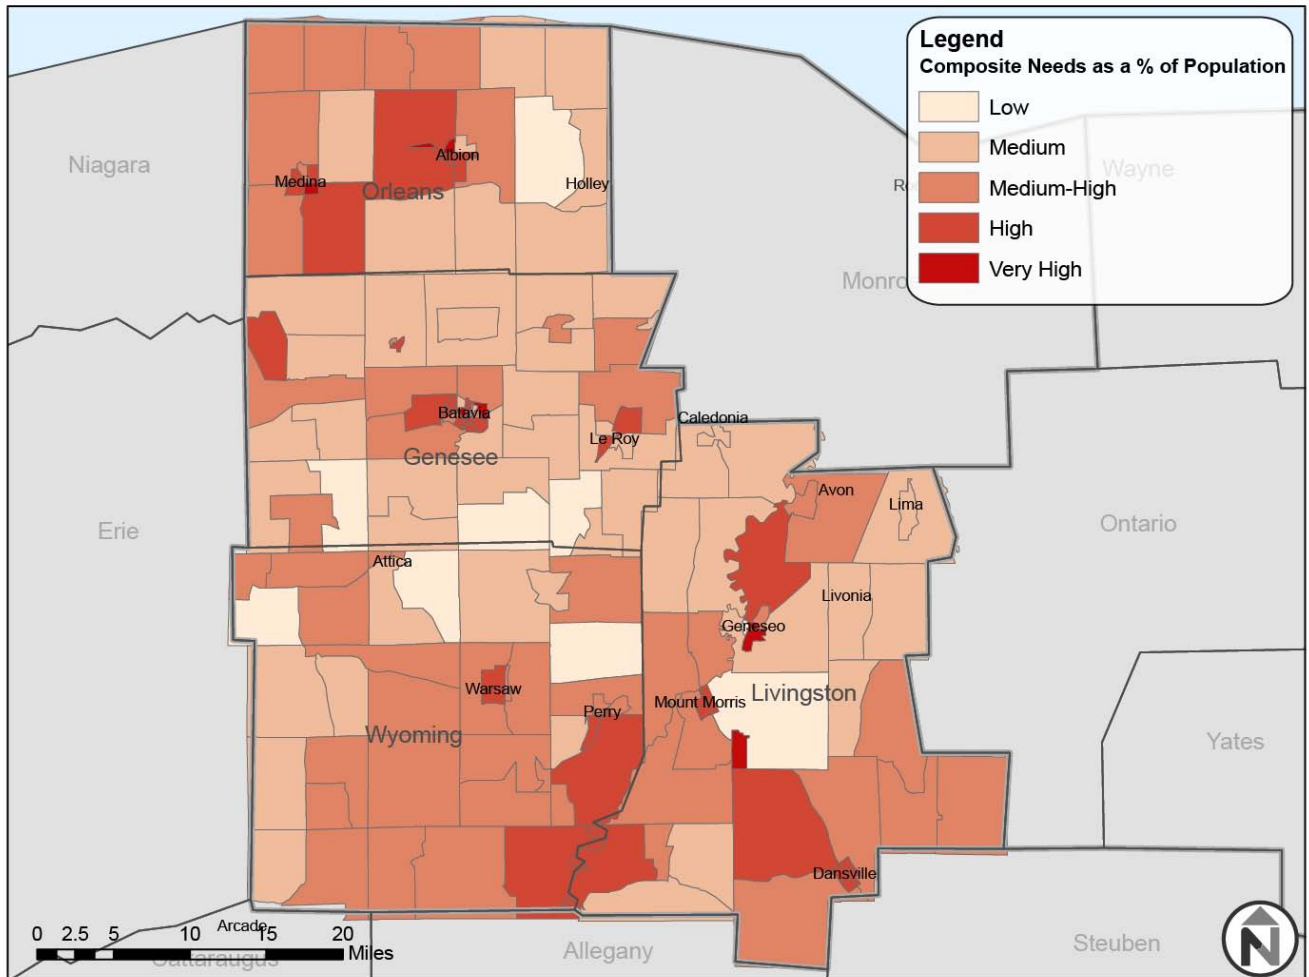 Legend
Composite Needs as a % of Population
Low
Medium
Medium-High
High
Very High
Niagara
Wayne
Albion
Medina
Orleans
Holley
Ro
Monro
Batavia
Caledonia
Le Roy
Genesee
Avon
Lima
Erie
Ontario
Attica
Livonia
Geneseo
Warsaw
Mount Morris
Livingston
Perry
Wyoming
Yates
Dansville
Arcade
0 2.5 5 10 15 20
Miles
Cattaraugus
Allegany
Steuben
N